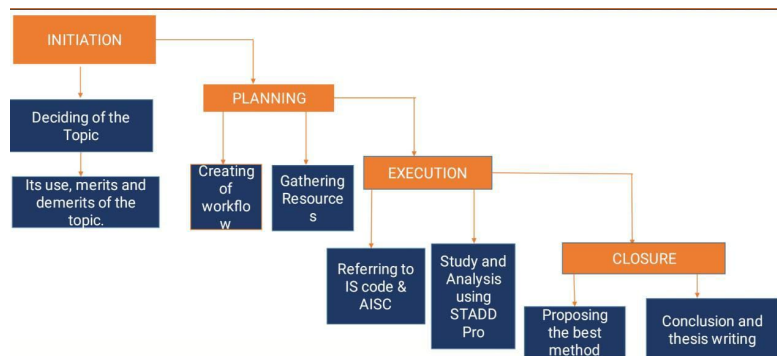 INITIATION
Deciding of the
Topic
Its use, merits and
demerits of the
topic.
PLANNING
Creating
of
workflo
w
Gathering
Resource
s
EXECUTION
Referring to
IS code &
AISC
Study and
Analysis
using
STADD
Pro
CLOSURE
Proposing
the best
method
Conclusion and
thesis writing